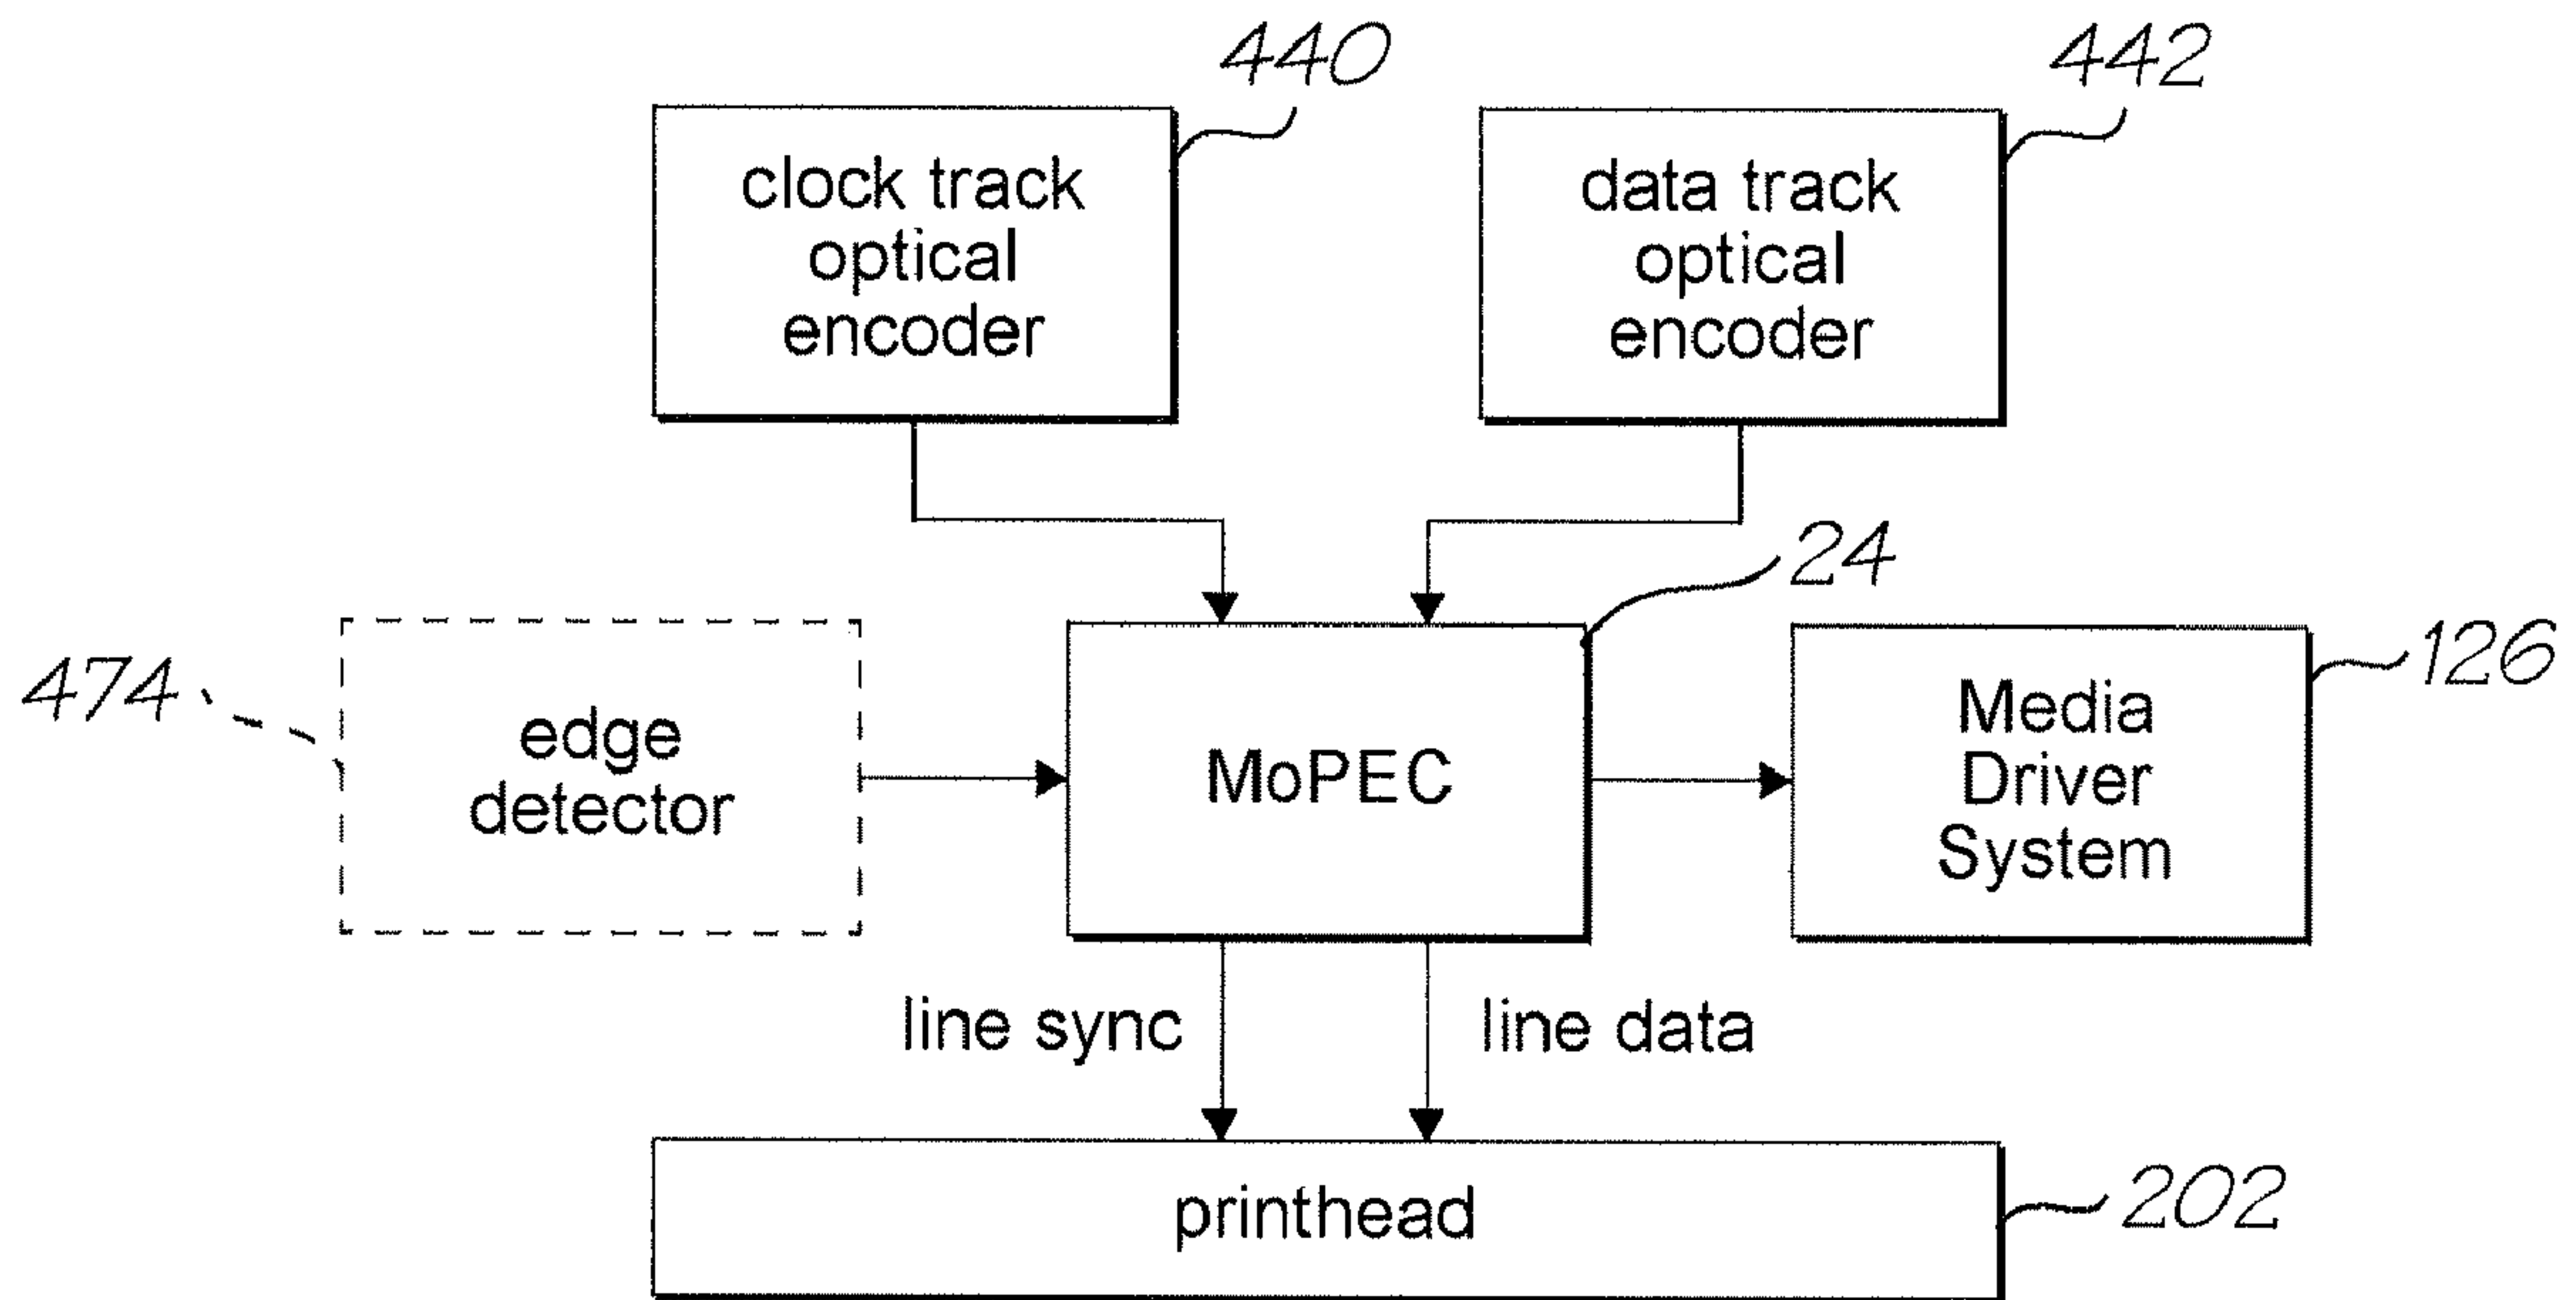 440
442
clock track
optical
encoder
data track
optical
encoder
24
126
474
edge
detector
MoPEC
Media
Driver
System
line sync
line data
printhead
202